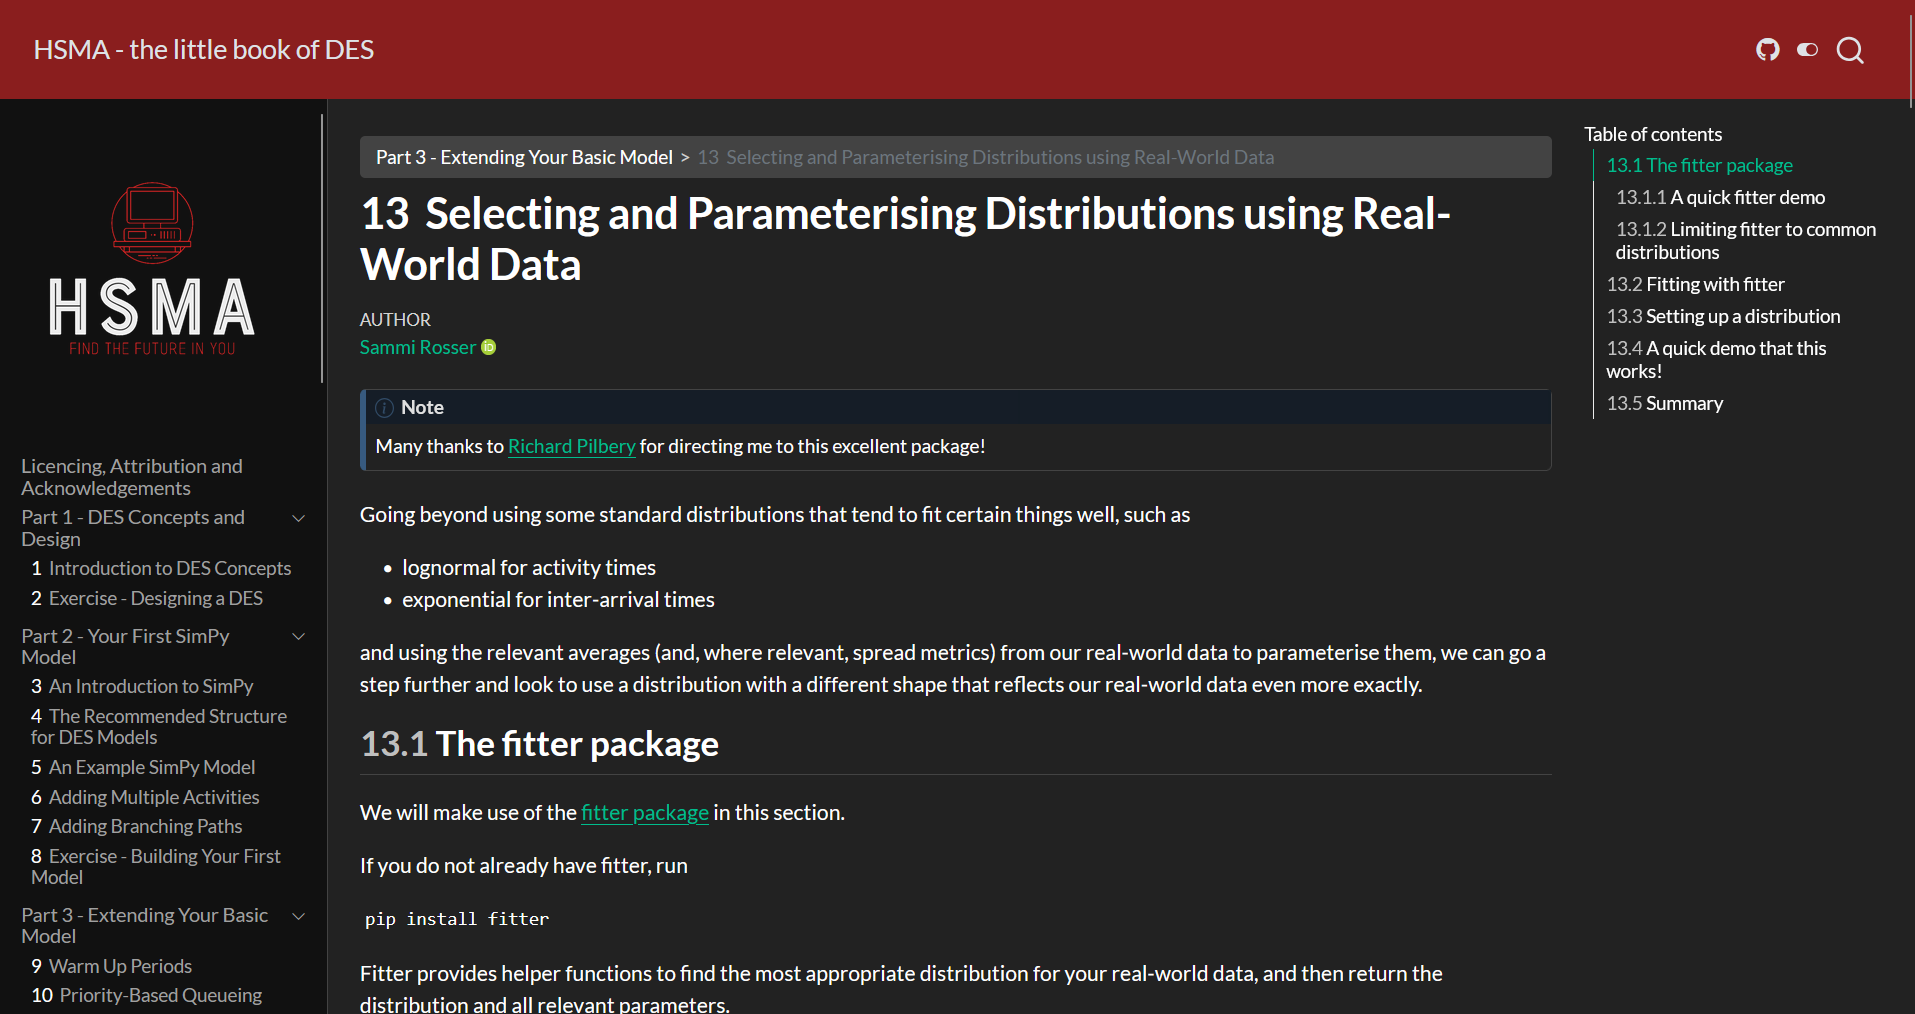 HSMA - the little book of DES
HSMA
FIND THE FUTURE IN YOU
Licencing, Attribution and
Acknowledgements
Part 1 - DES Concepts and
Design
1 Introduction to DES Concepts
2 Exercise - Designing a DES
Part 2 - Your First SimPy
Model
3 An Introduction to SimPy
4 The Recommended Structure
for DES Models
5 An Example SimPy Model
6 Adding Multiple Activities
7 Adding Branching Paths
8 Exercise - Building Your First
Model
Part 3 - Extending Your Basic
Model
9 Warm Up Periods
10 Priority-Based Queueing
Part 3 - Extending Your Basic Model > 13 Selecting and Parameterising Distributions using Real-World Data
13 Selecting and Parameterising Distributions using Real-
World Data
AUTHOR
Sammi Rosser iD
Note
Many thanks to Richard Pilbery for directing me to this excellent package!
Going beyond using some standard distributions that tend to fit certain things well, such as
• lognormal for activity times
• exponential for inter-arrival times
and using the relevant averages (and, where relevant, spread metrics) from our real-world data to parameterise them, we can go a
step further and look to use a distribution with a different shape that reflects our real-world data even more exactly.
13.1 The fitter package
We will make use of the fitter package in this section.
If you do not already have fitter, run
pip install fitter
Fitter provides helper functions to find the most appropriate distribution for your real-world data, and then return the
distribution and all relevant parameters.
Table of contents
13.1 The fitter package
13.1.1 A quick fitter demo
13.1.2 Limiting fitter to common
distributions
13.2 Fitting with fitter
13.3 Setting up a distribution
13.4 A quick demo that this
works!
13.5 Summary